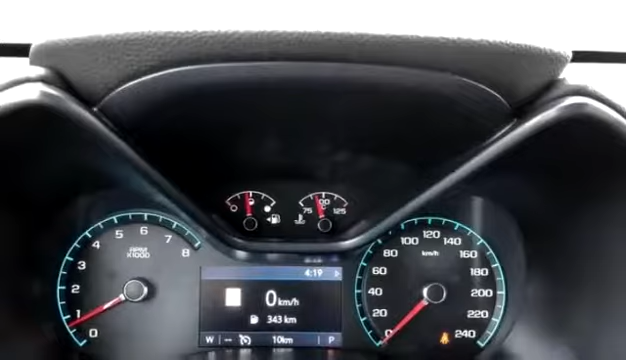 75 100 125
°C
0 1 2 3 4 5 6 7 8
RPM
X1000
4:19
0 km/h
343 km
W -- 10km P
0 20 40 60 80 100 120 140 160 180 200 220 240
km/h